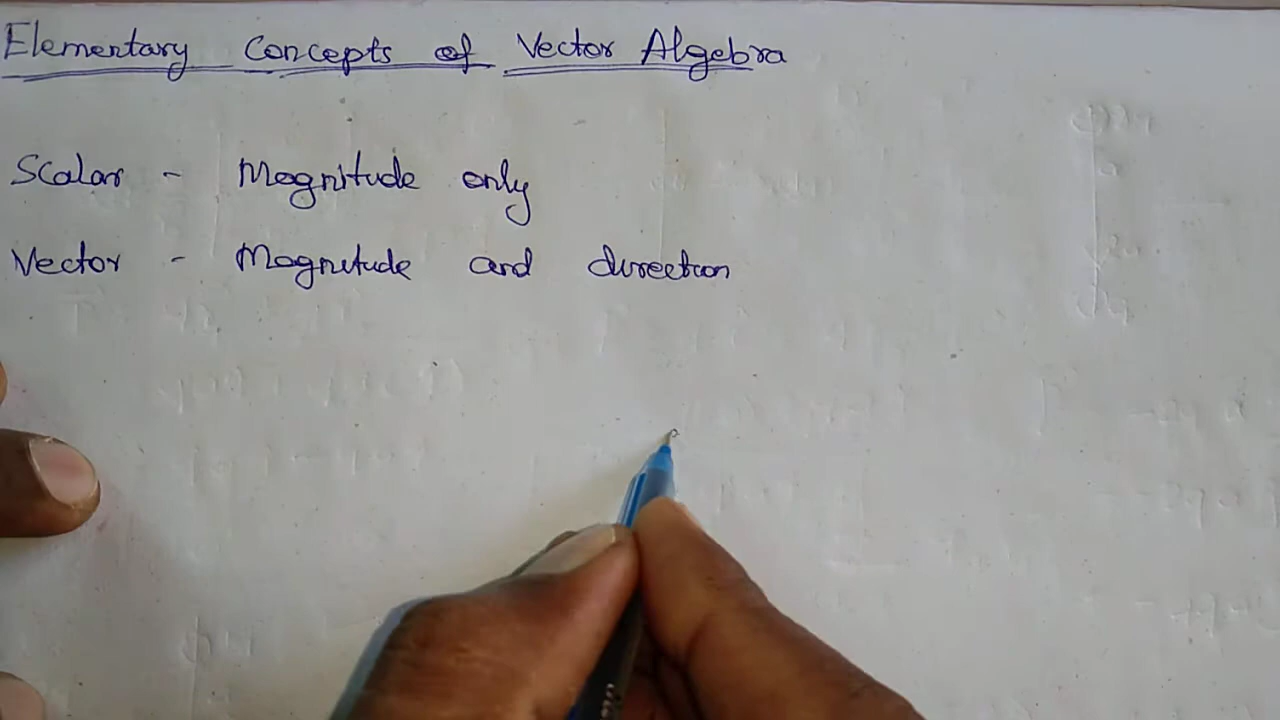 Elementary Concepts of Vector Algebra
Scalar - Magnitude only
Vector - Magnitude and direction